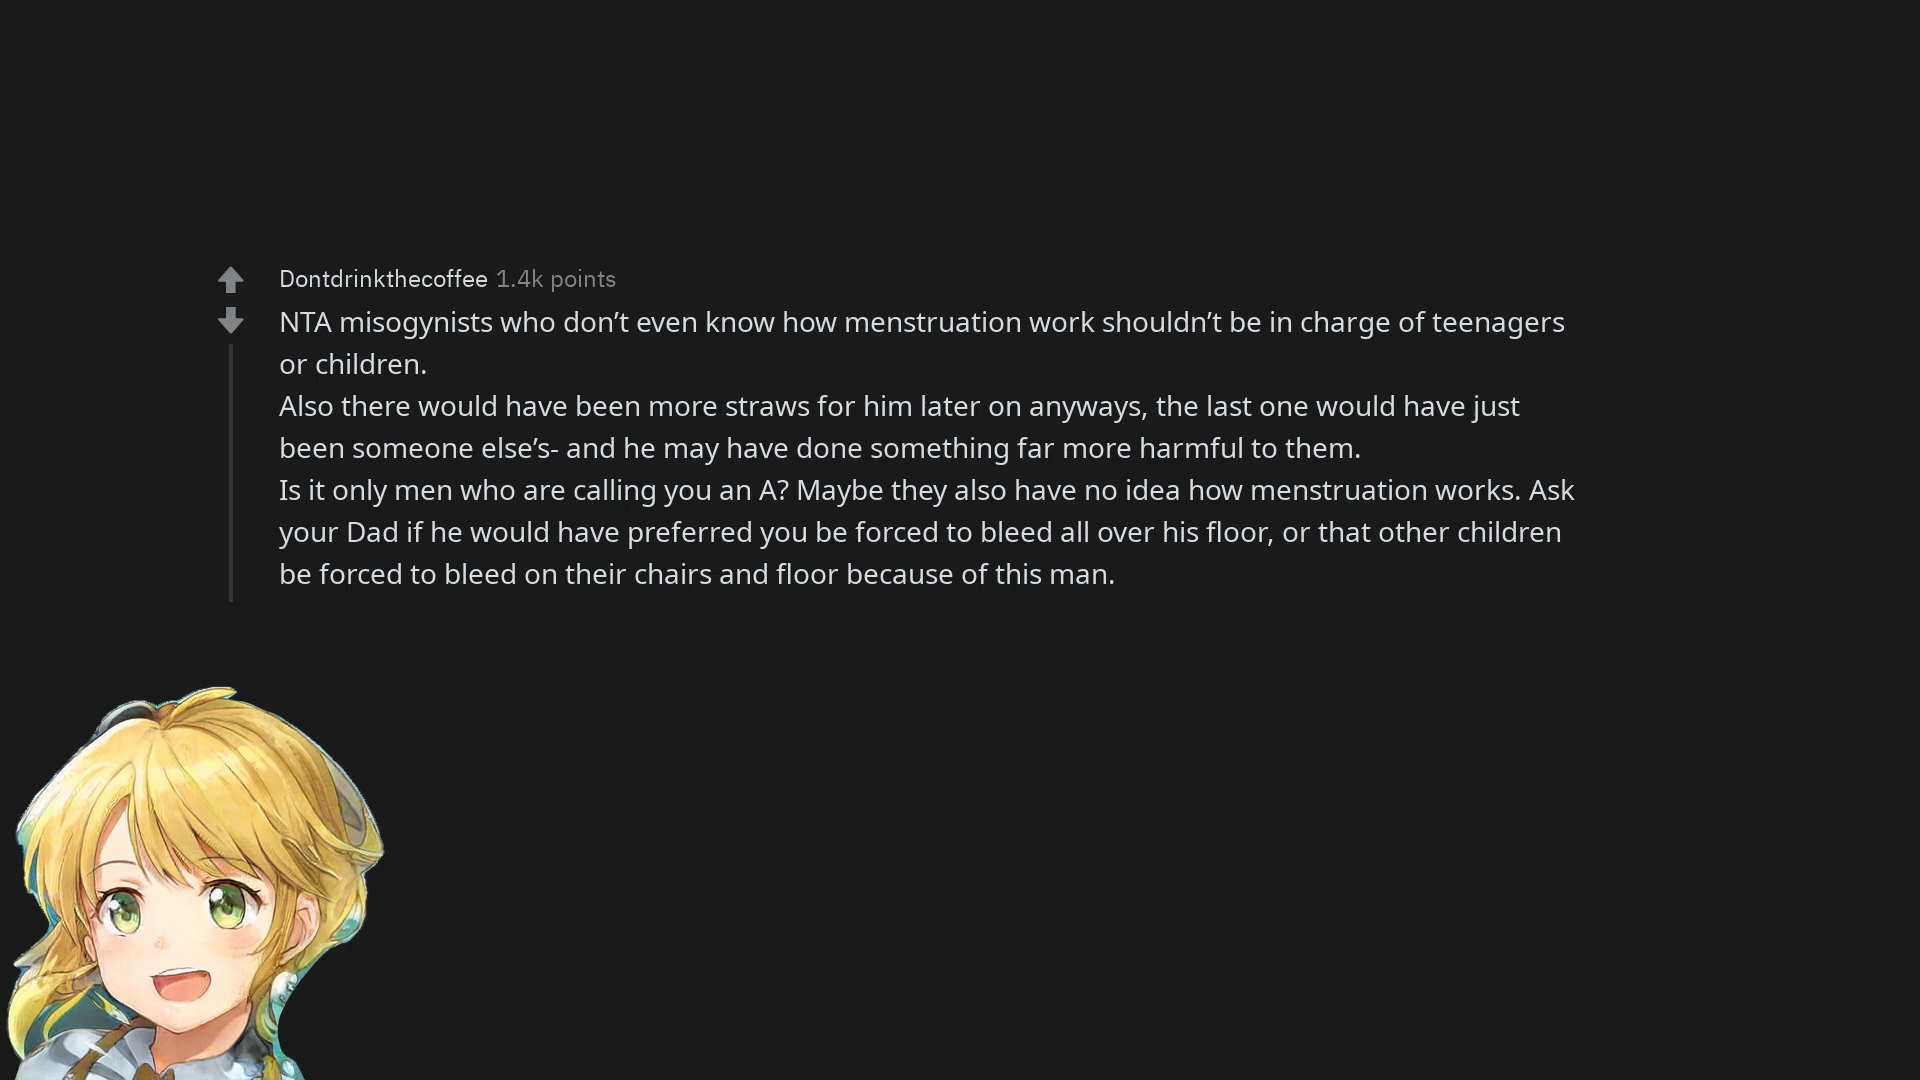 Dontdrinkthecoffee 1.4k points
NTA misogynists who don’t even know how menstruation work shouldn’t be in charge of teenagers
or children.
Also there would have been more straws for him later on anyways, the last one would have just
been someone else’s- and he may have done something far more harmful to them.
Is it only men who are calling you an A? Maybe they also have no idea how menstruation works. Ask
your Dad if he would have preferred you be forced to bleed all over his floor, or that other children
be forced to bleed on their chairs and floor because of this man.